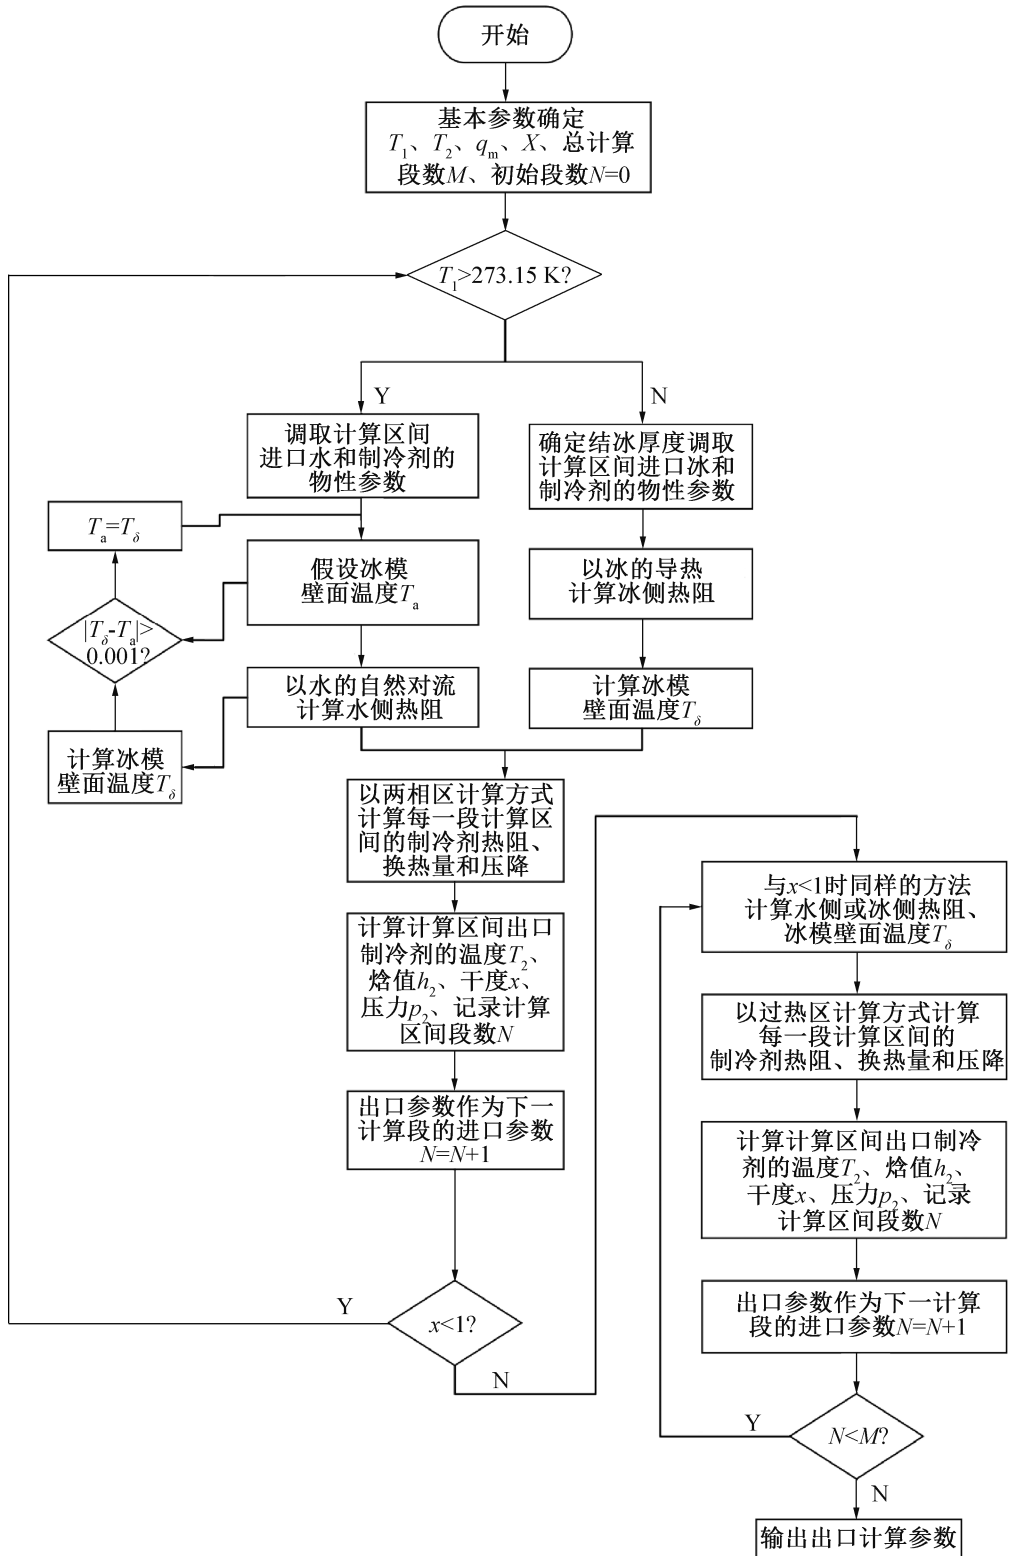 开始
基本参数确定
T1、T2、qm、X、总计算
段数M、初始段数N=0
T1>273.15 K?
Y
N
调取计算区间
进口水和制冷剂的
物性参数
确定结冰厚度调取
计算区间进口冰和
制冷剂的物性参数
Ta=Tδ
假设冰模
壁面温度Ta
以冰的导热
计算冰侧热阻
|Tδ-Ta|>
0.001?
以水的自然对流
计算水侧热阻
计算冰模
壁面温度Tδ
计算冰模
壁面温度Tδ
以两相区计算方式
计算每一段计算区
间的制冷剂热阻、
换热量和压降
计算计算区间出口
制冷剂的温度T2、
焓值h2、干度x、
压力p2、记录计算
区间段数N
出口参数作为下一
计算段的进口参数
N=N+1
x<1?
Y
N
与x<1时同样的方法
计算水侧或冰侧热阻、
冰模壁面温度Tδ
以过热区计算方式计算
每一段计算区间的
制冷剂热阻、换热量和压降
计算计算区间出口制冷
剂的温度T2、焓值h2、
干度x、压力p2、记录
计算区间段数N
出口参数作为下一计算
段的进口参数N=N+1
N<M?
Y
N
输出出口计算参数